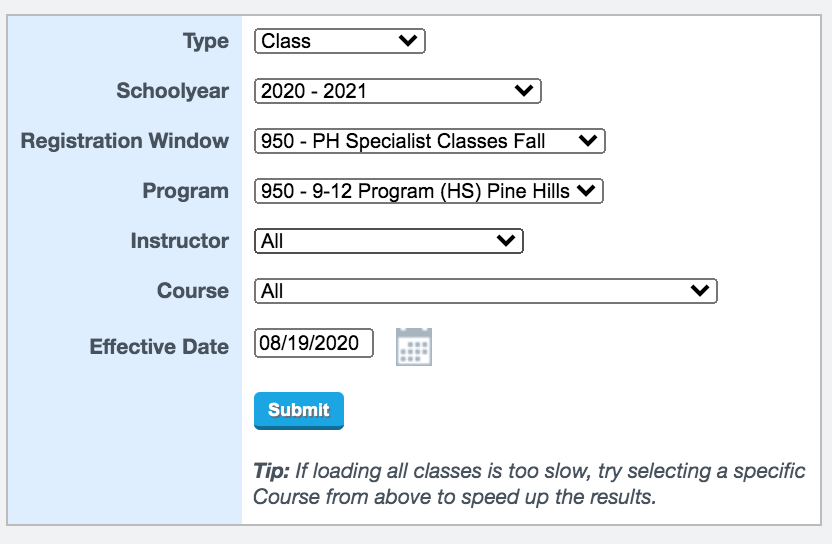 Type Class
Schoolyear 2020 - 2021
Registration Window 950 - PH Specialist Classes Fall
Program 950 - 9-12 Program (HS) Pine Hills
Instructor All
Course All
Effective Date 08/19/2020
Submit
Tip: If loading all classes is too slow, try selecting a specific
Course from above to speed up the results.